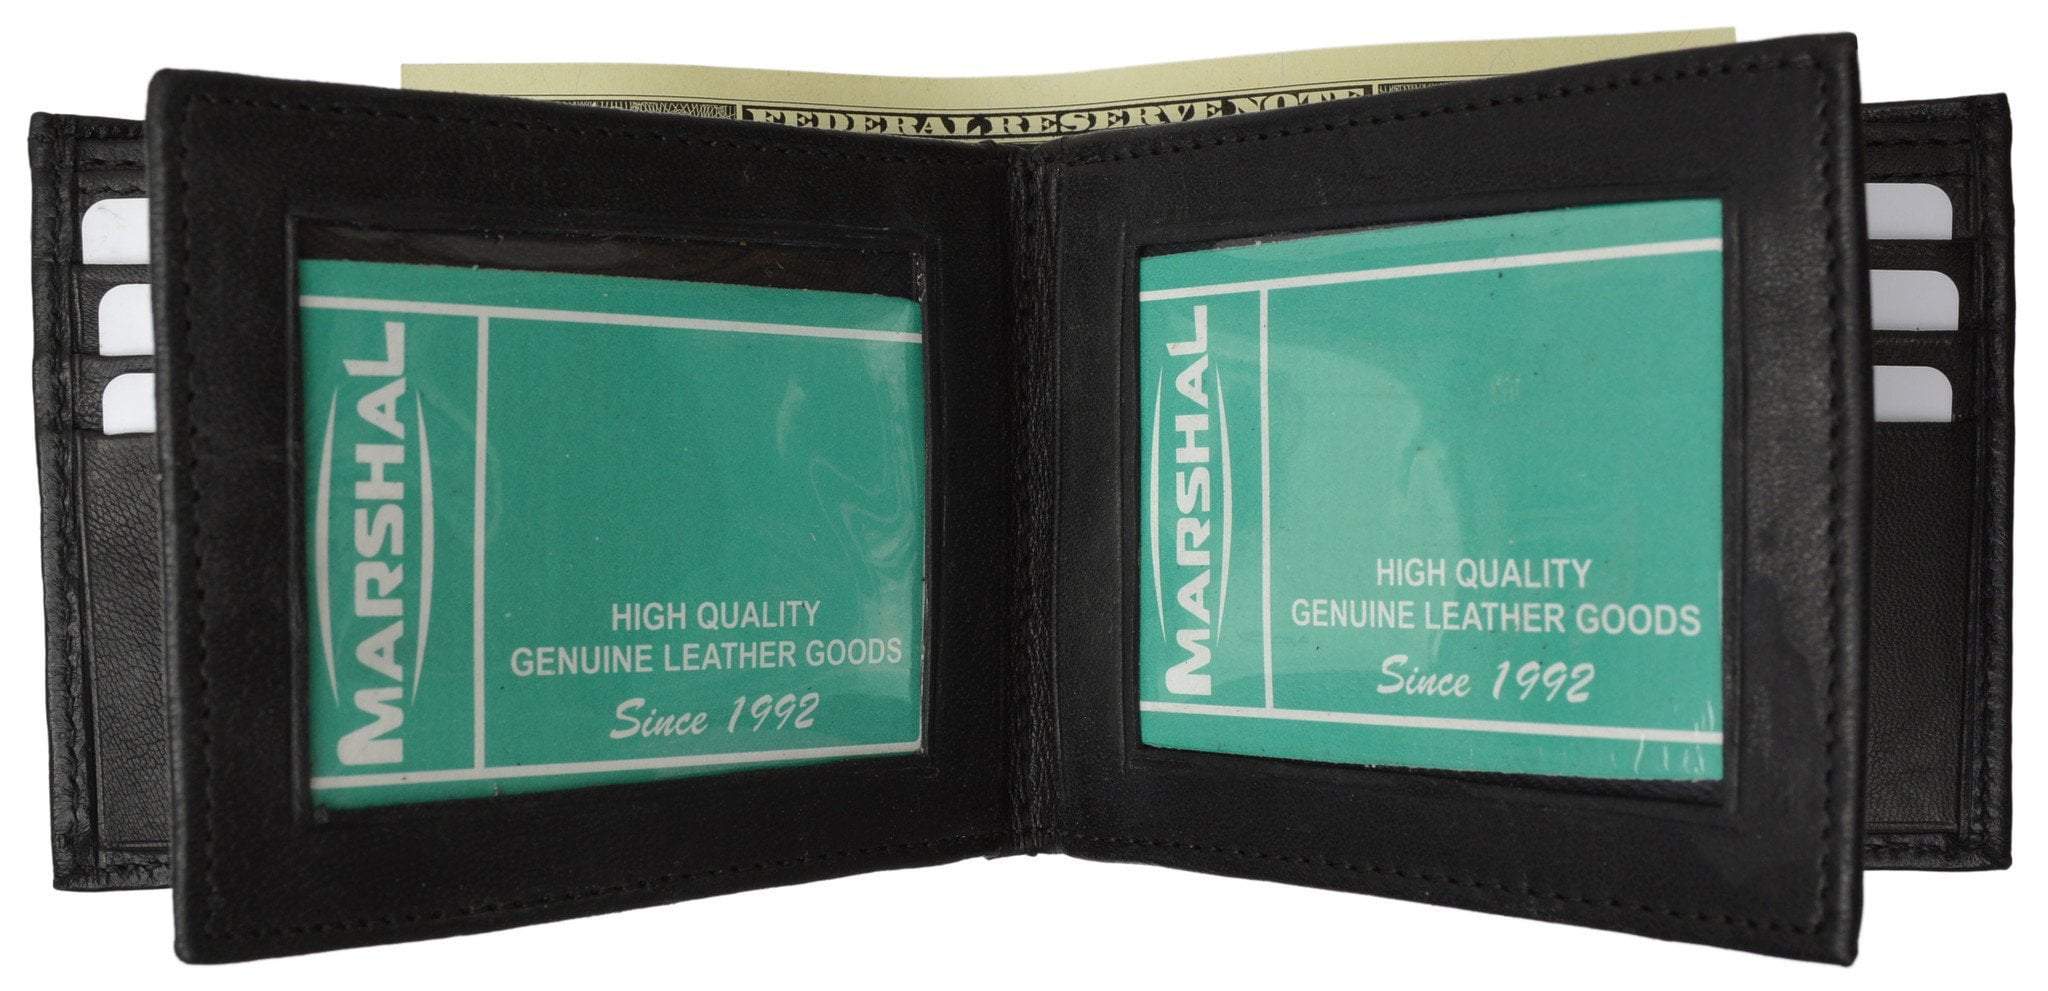 FEDERAL RESERVE NOTE
MARSHAL
HIGH QUALITY
GENUINE LEATHER GOODS
Since 1992
MARSHAL
HIGH QUALITY
GENUINE LEATHER GOODS
Since 1992